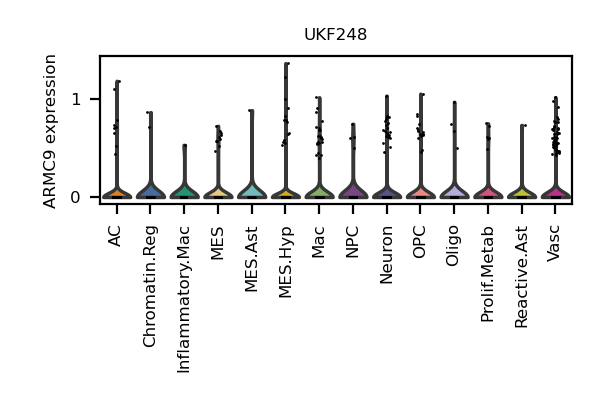 UKF248
ARMC9 expression
1
0
AC
Chromatin.Reg
Inflammatory.Mac
MES
MES.Ast
MES.Hyp
Mac
NPC
Neuron
OPC
Oligo
Prolif.Metab
Reactive.Ast
Vasc